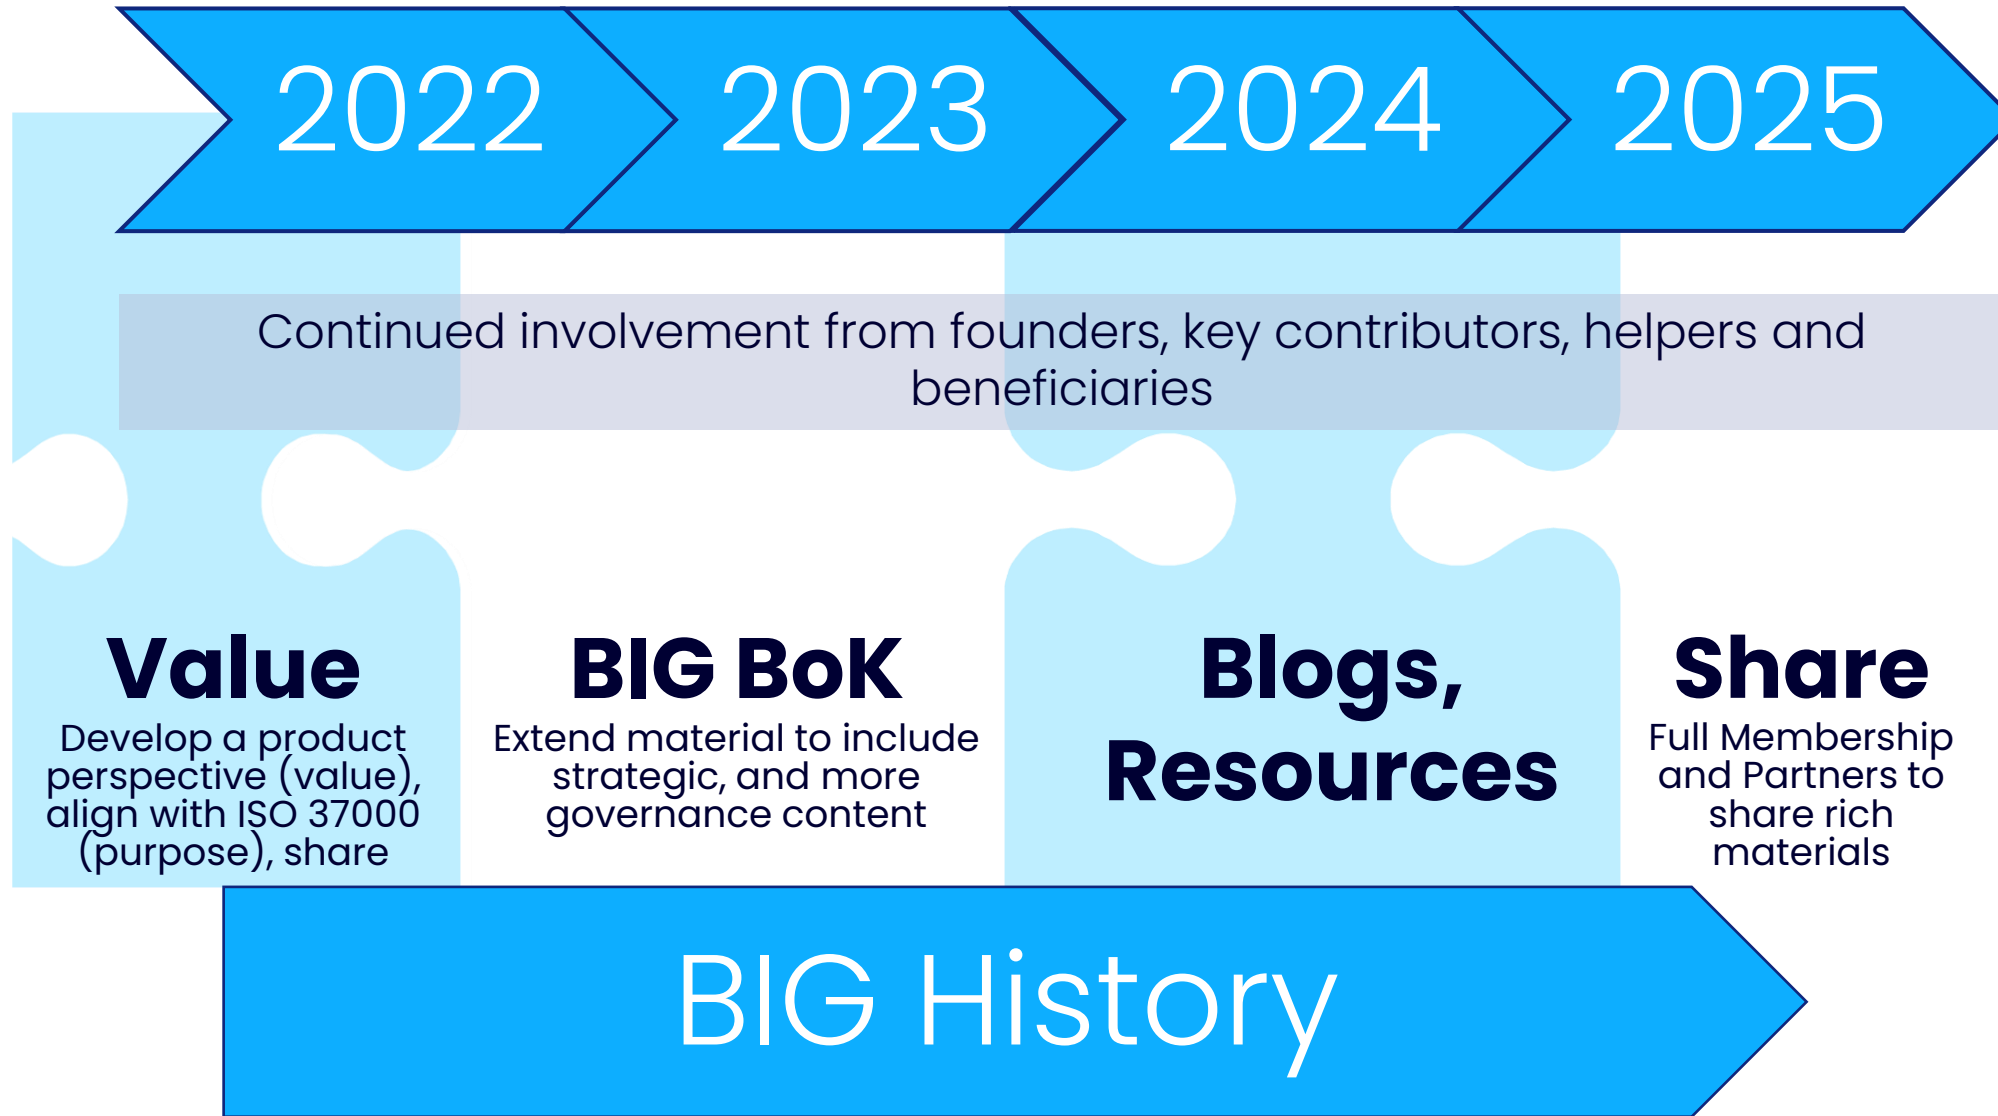 2022 2023 2024 2025
Continued involvement from founders, key contributors, helpers and
beneficiaries
Value
Develop a product
perspective (value),
align with ISO 37000
(purpose), share
BIG BoK
Extend material to include
strategic, and more
governance content
Blogs,
Resources
Share
Full Membership
and Partners to
share rich
materials
BIG History